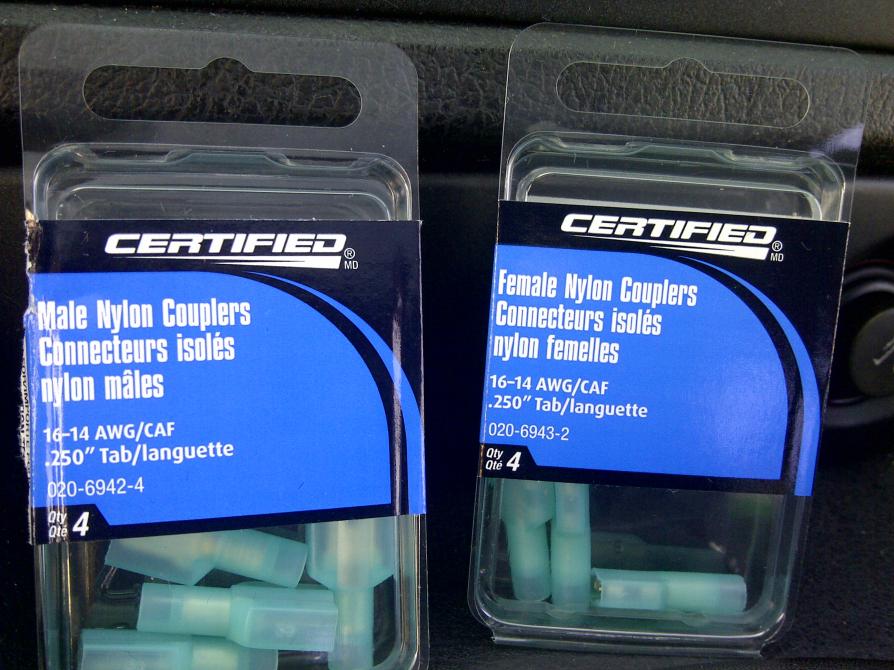 CERTIFIED® MD
Male Nylon Couplers
Connecteurs isolés
nylon mâles
16-14 AWG/CAF
.250" Tab/languette
020-6942-4
Qty
Qté 4
CERTIFIED® MD
Female Nylon Couplers
Connecteurs isolés
nylon femelles
16-14 AWG/CAF
.250" Tab/languette
020-6943-2
Qty
Qté 4